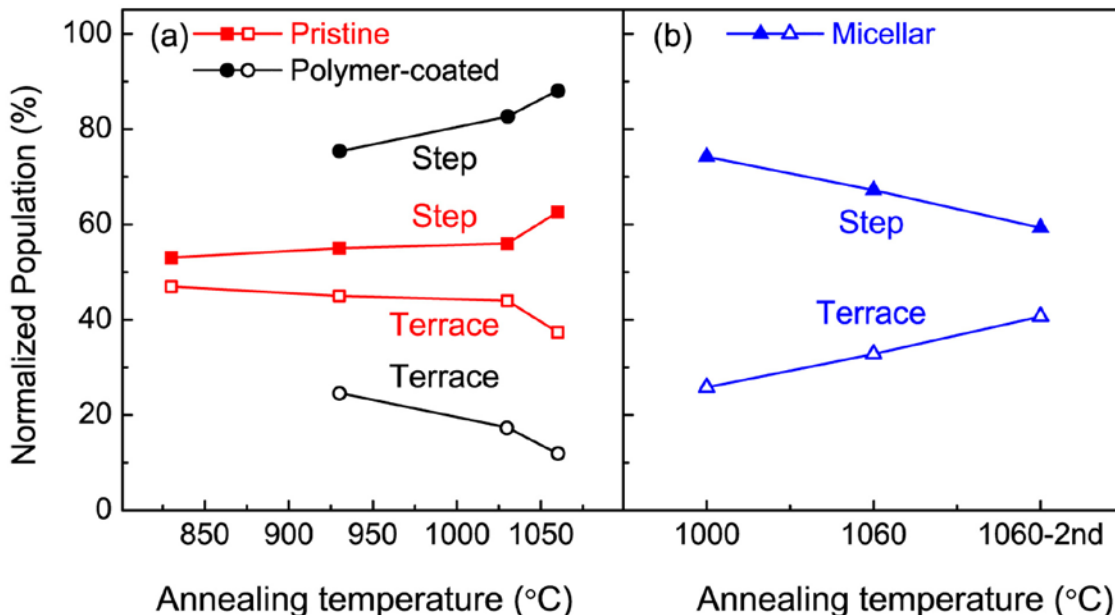 Normalized Population (%)
100
80
60
40
20
0
(a)
Pristine
Polymer-coated
Step
Step
Terrace
Terrace
850
900
950
1000
1050
Annealing temperature (°C)
(b)
Micellar
Step
Terrace
1000
1060
1060-2nd
Annealing temperature (°C)